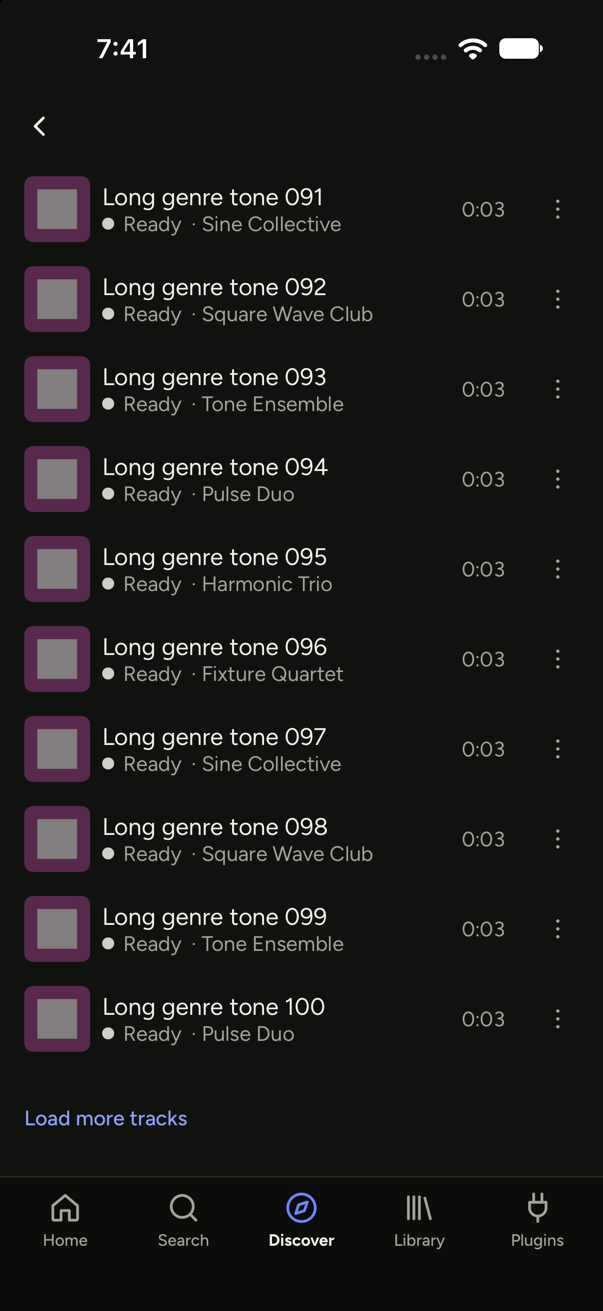 7:41
Long genre tone 091
Ready · Sine Collective
0:03
Long genre tone 092
Ready · Square Wave Club
0:03
Long genre tone 093
Ready · Tone Ensemble
0:03
Long genre tone 094
Ready · Pulse Duo
0:03
Long genre tone 095
Ready · Harmonic Trio
0:03
Long genre tone 096
Ready · Fixture Quartet
0:03
Long genre tone 097
Ready · Sine Collective
0:03
Long genre tone 098
Ready · Square Wave Club
0:03
Long genre tone 099
Ready · Tone Ensemble
0:03
Long genre tone 100
Ready · Pulse Duo
0:03
Load more tracks
Home Search Discover Library Plugins